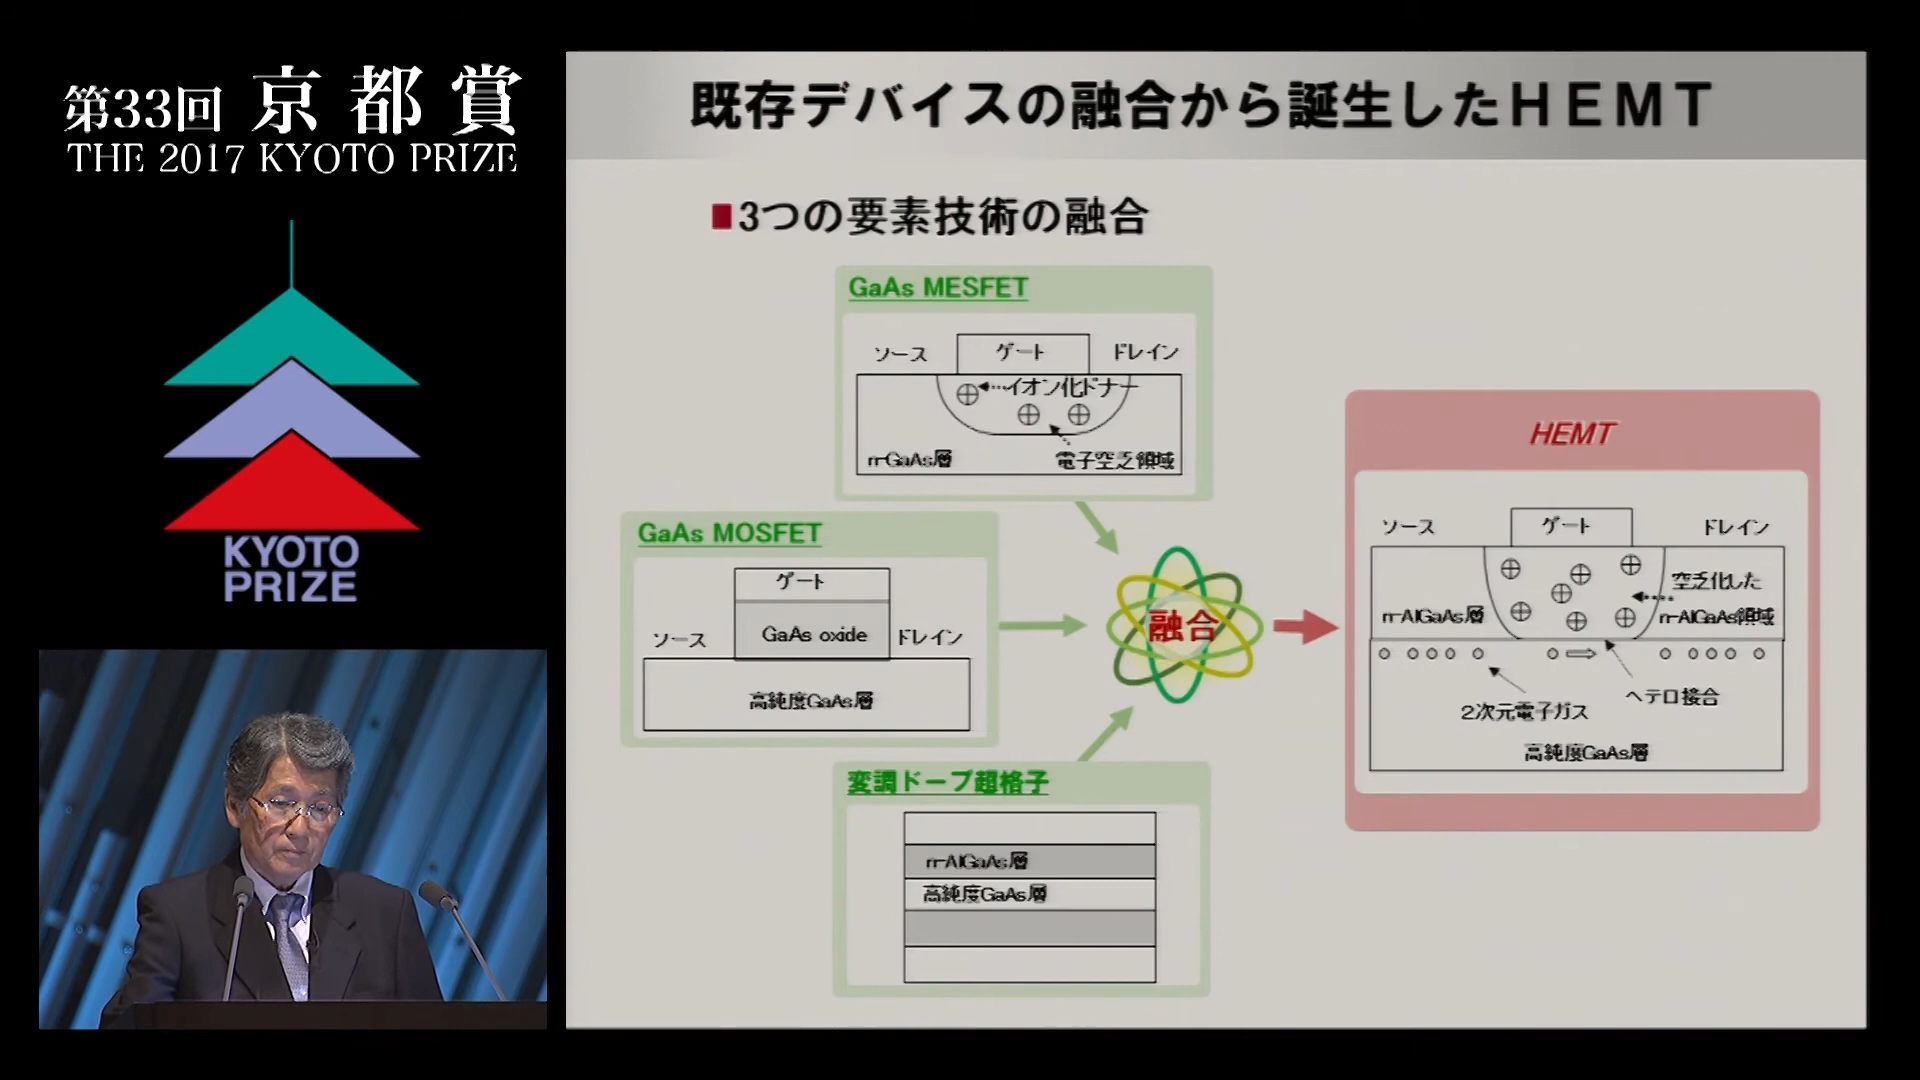 第33回 京都賞
THE 2017 KYOTO PRIZE
KYOTO
PRIZE
既存デバイスの融合から誕生したＨＥＭＴ
■3つの要素技術の融合
GaAs MESFET
ソース
ゲート
ドレイン
イオン化ドナー
n-GaAs層
電子空乏領域
GaAs MOSFET
ゲート
GaAs oxide
ソース
ドレイン
高純度GaAs層
変調ドープ超格子
n-AlGaAs層
高純度GaAs層
融合
HEMT
ソース
ゲート
ドレイン
n-AlGaAs層
空乏化した
n-AlGaAs領域
2次元電子ガス
ヘテロ接合
高純度GaAs層